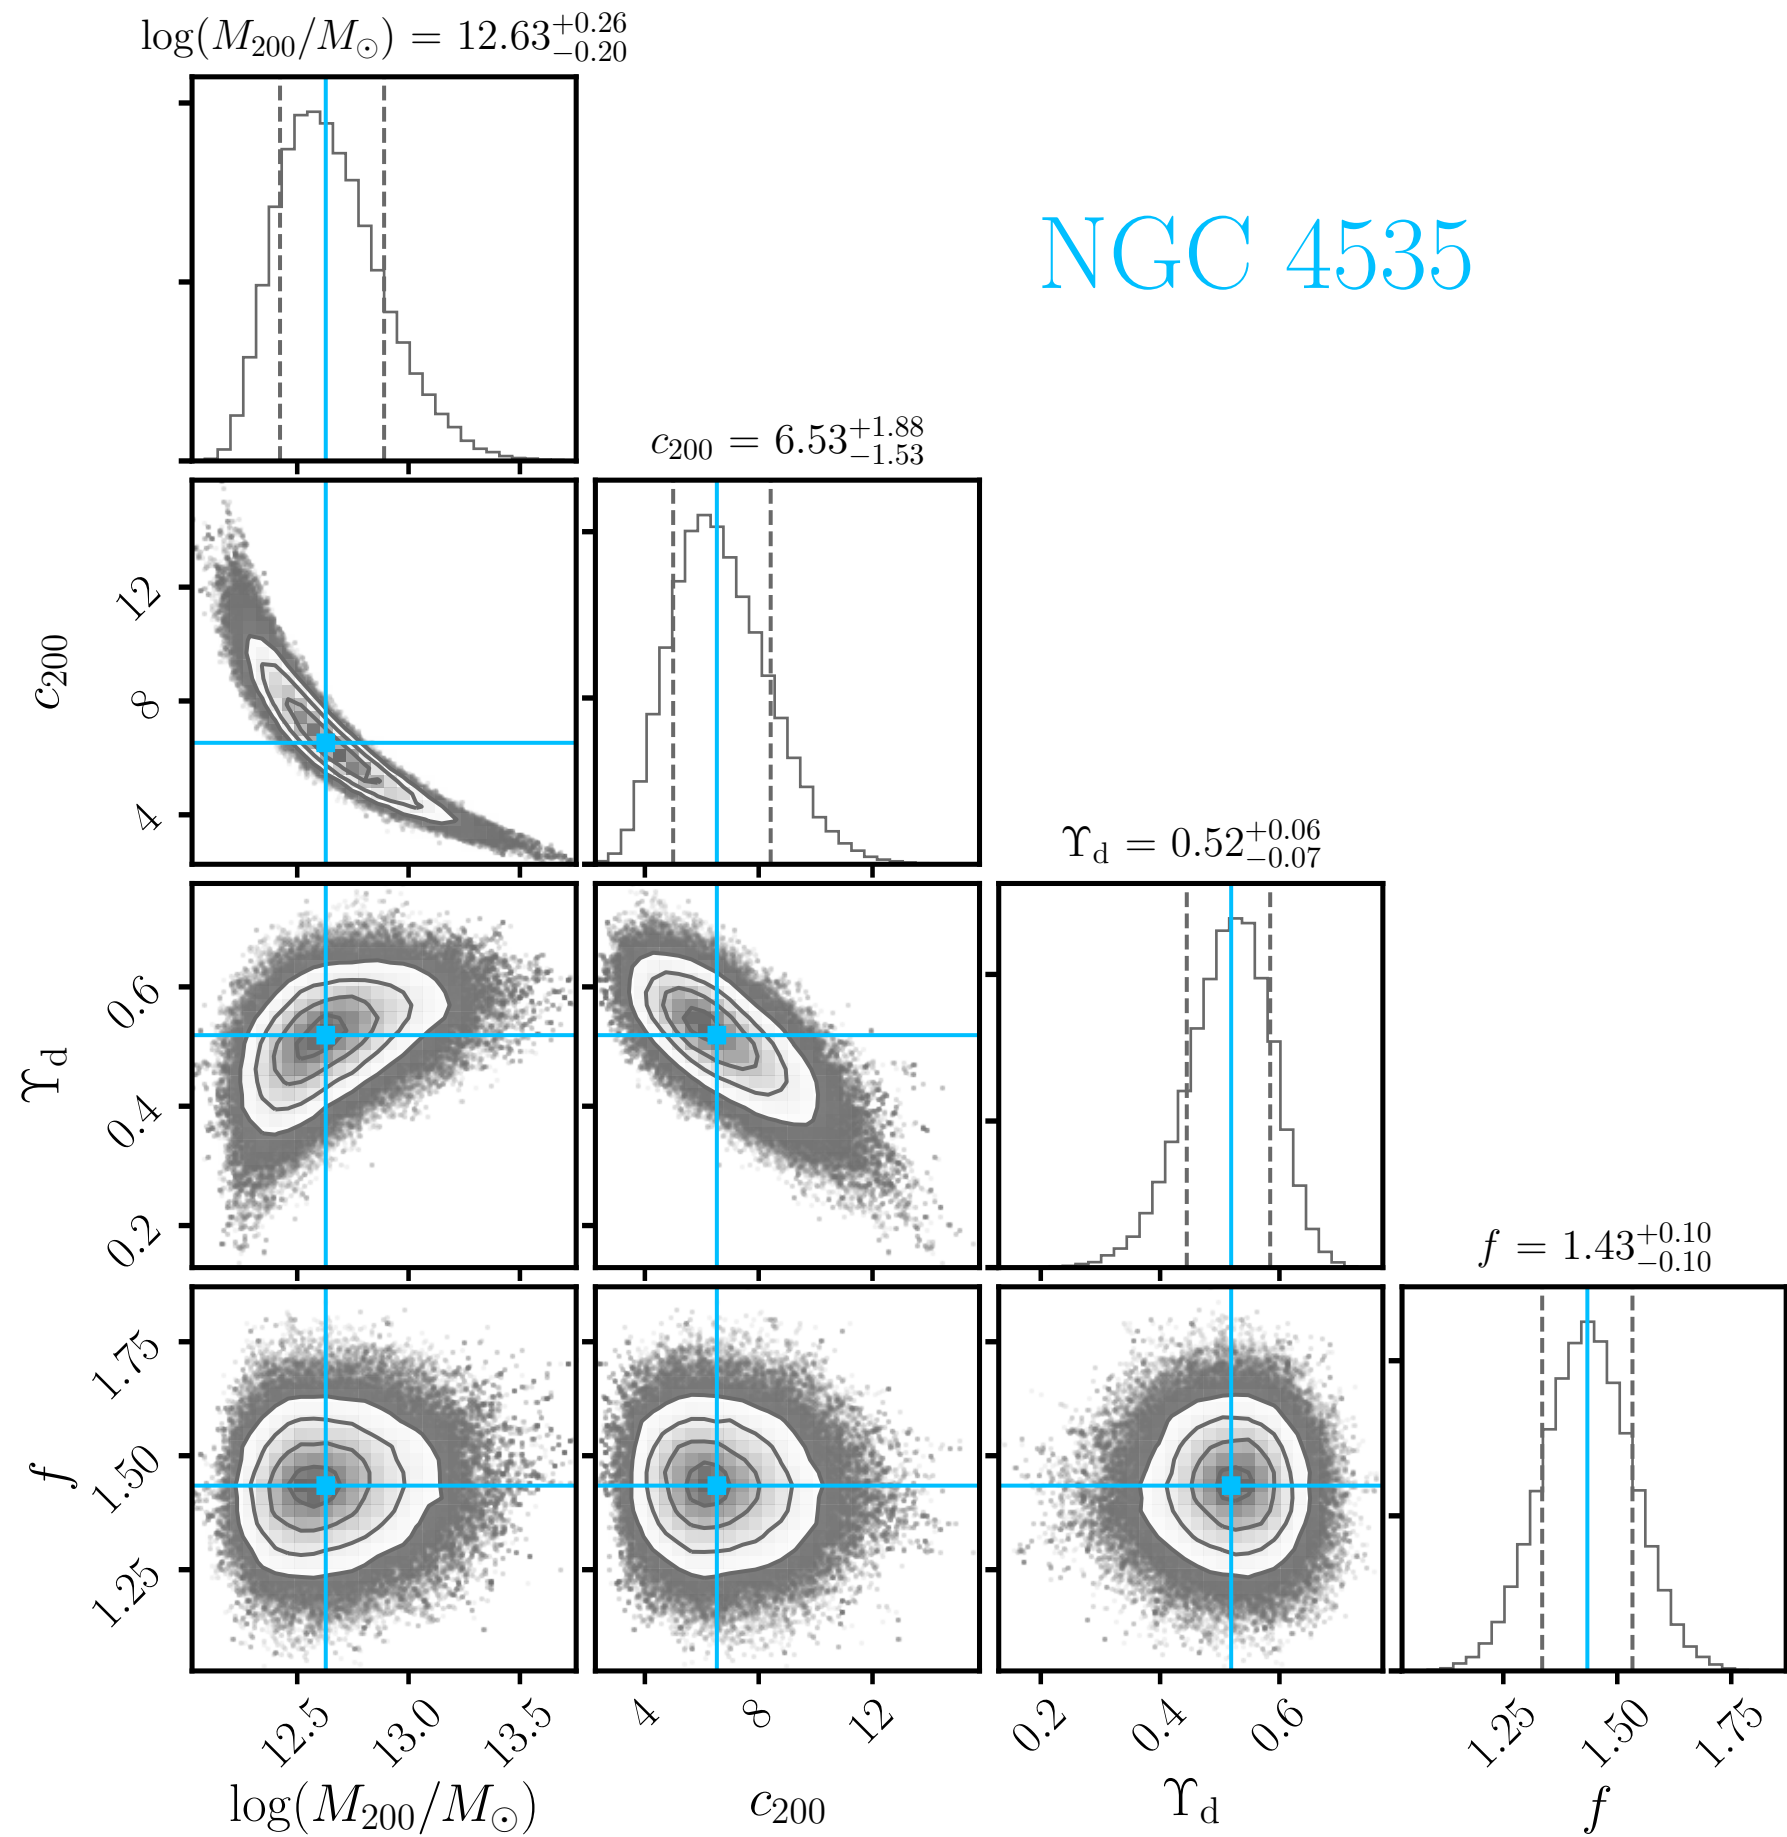 log(M₂₀₀/M⊙) = 12.63⁺⁰·²⁶₋₀.₂₀
NGC 4535
c₂₀₀ = 6.53⁺¹·⁸⁸₋₁.₅₃
12
8
4
c₂₀₀
ϒ_d = 0.52⁺⁰·⁰⁶₋₀.₀₇
0.6
0.4
0.2
ϒ_d
f = 1.43⁺⁰·¹⁰₋₀.₁₀
1.75
1.50
1.25
f
12.5 13.0 13.5 4 8 12 0.2 0.4 0.6 1.25 1.50 1.75
log(M₂₀₀/M⊙) c₂₀₀ ϒ_d f